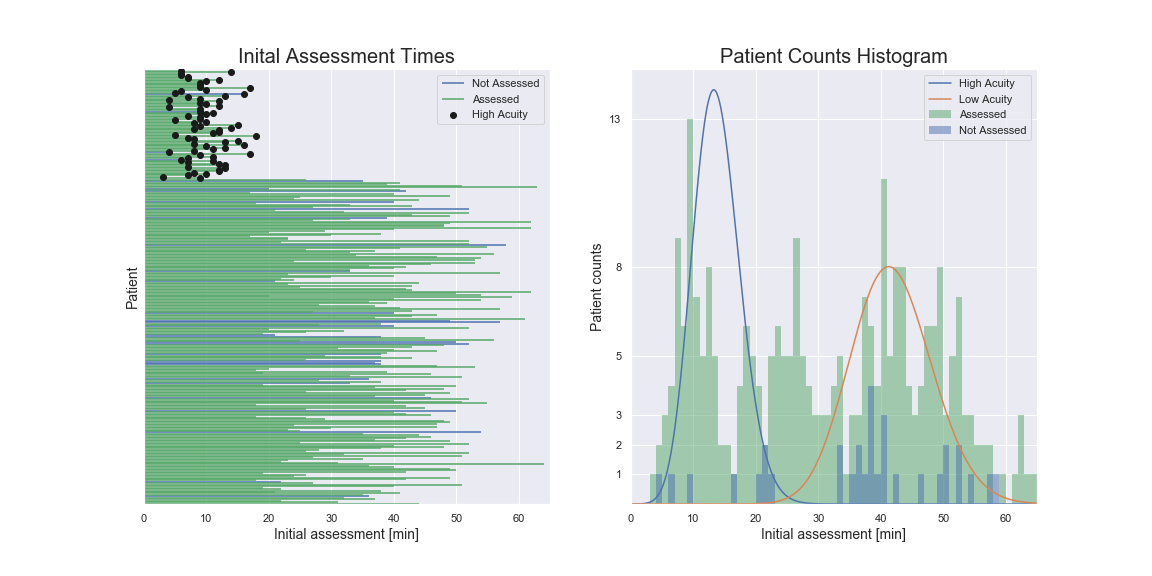 Inital Assessment Times
Not Assessed
Assessed
High Acuity
Patient
0 10 20 30 40 50 60
Initial assessment [min]
Patient Counts Histogram
High Acuity
Low Acuity
Assessed
Not Assessed
13
8
5
3
2
1
Patient counts
0 10 20 30 40 50 60
Initial assessment [min]